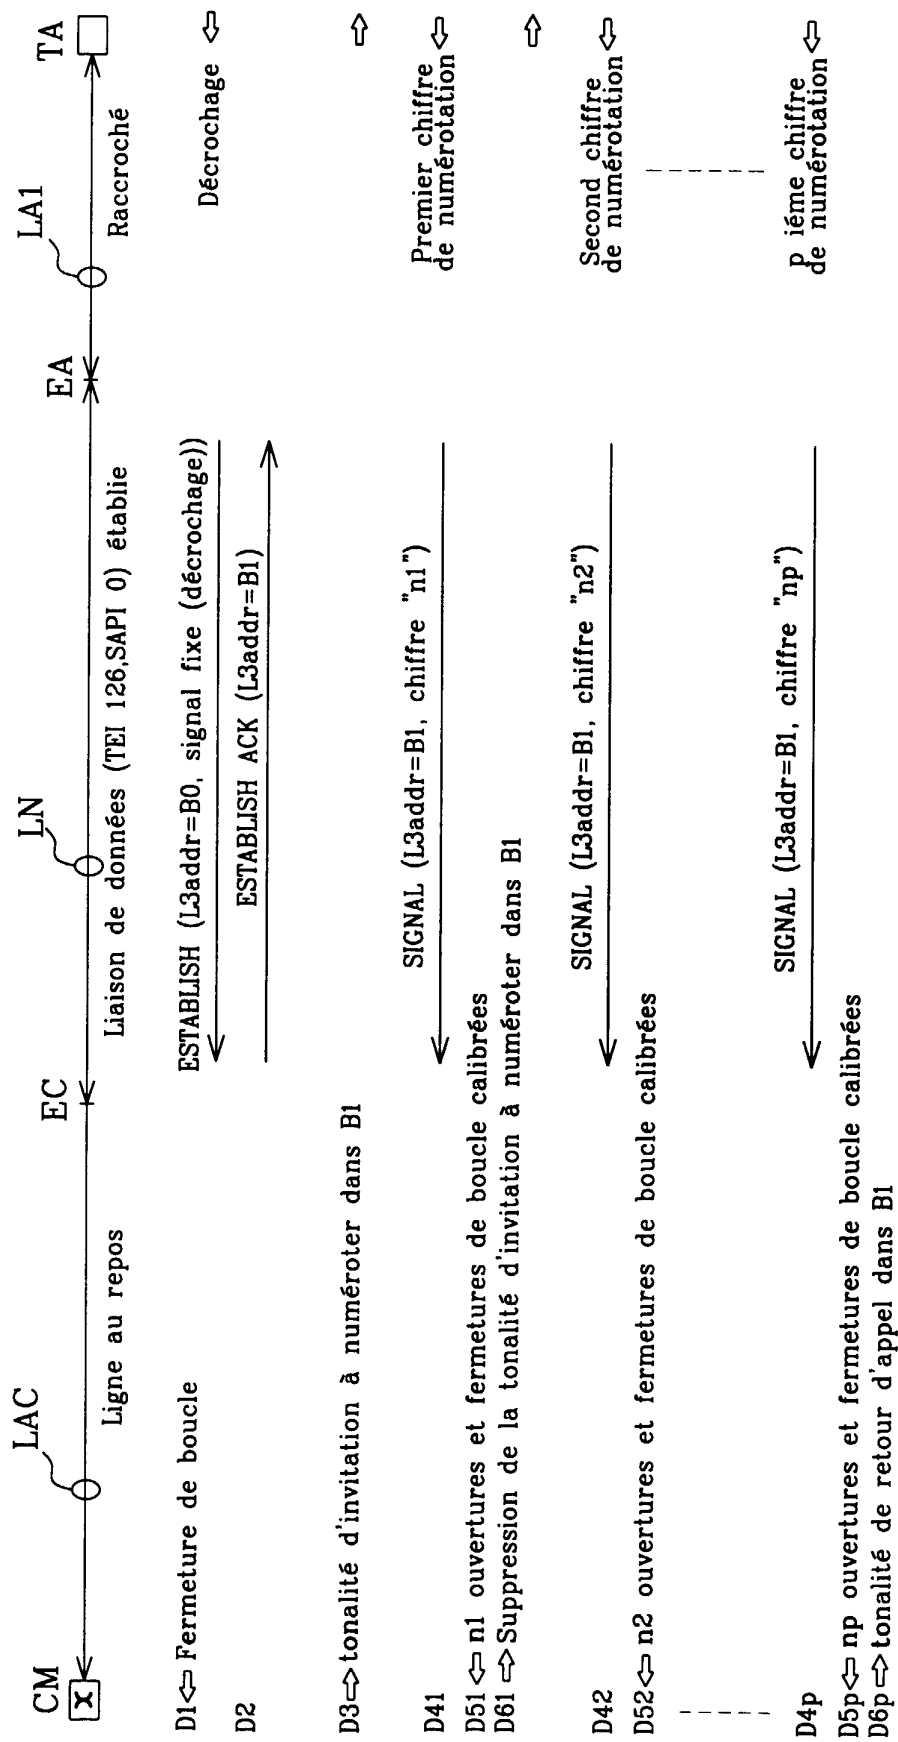 CM LAC EC LN EA LA1 TA
Ligne au repos Liaison de données (TEI 126,SAPI 0) établie Raccroché
D1 Fermeture de boucle ESTABLISH (L3addr=B0, signal fixe (décrochage)) Décrochage
D2 ESTABLISH ACK (L3addr=B1)
D3 tonalité d'invitation à numéroter dans B1
D41 SIGNAL (L3addr=B1, chiffre "n1") Premier chiffre
de numérotation
D51 n1 ouvertures et fermetures de boucle calibrées
D61 Suppression de la tonalité d'invitation à numéroter dans B1
D42 SIGNAL (L3addr=B1, chiffre "n2") Second chiffre
de numérotation
D52 n2 ouvertures et fermetures de boucle calibrées
D4p SIGNAL (L3addr=B1, chiffre "np") p iéme chiffre
de numérotation
D5p np ouvertures et fermetures de boucle calibrées
D6p tonalité de retour d'appel dans B1